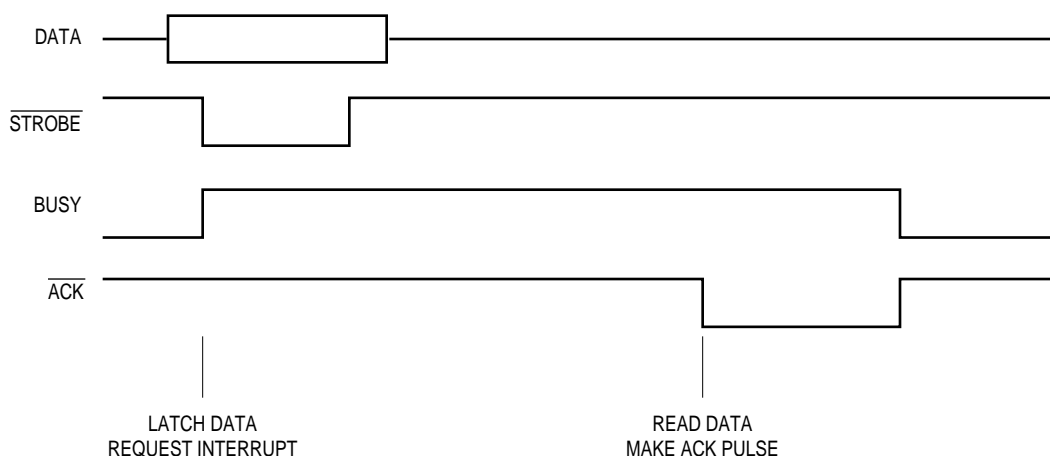 DATA
STROBE
BUSY
ACK
LATCH DATA
REQUEST INTERRUPT
READ DATA
MAKE ACK PULSE